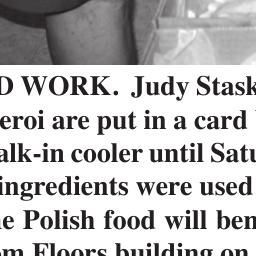 D WORK. Judy Stask
eroi are put in a card
alk-in cooler until Satu
ingredients were used
e Polish food will ben
om Floors building on